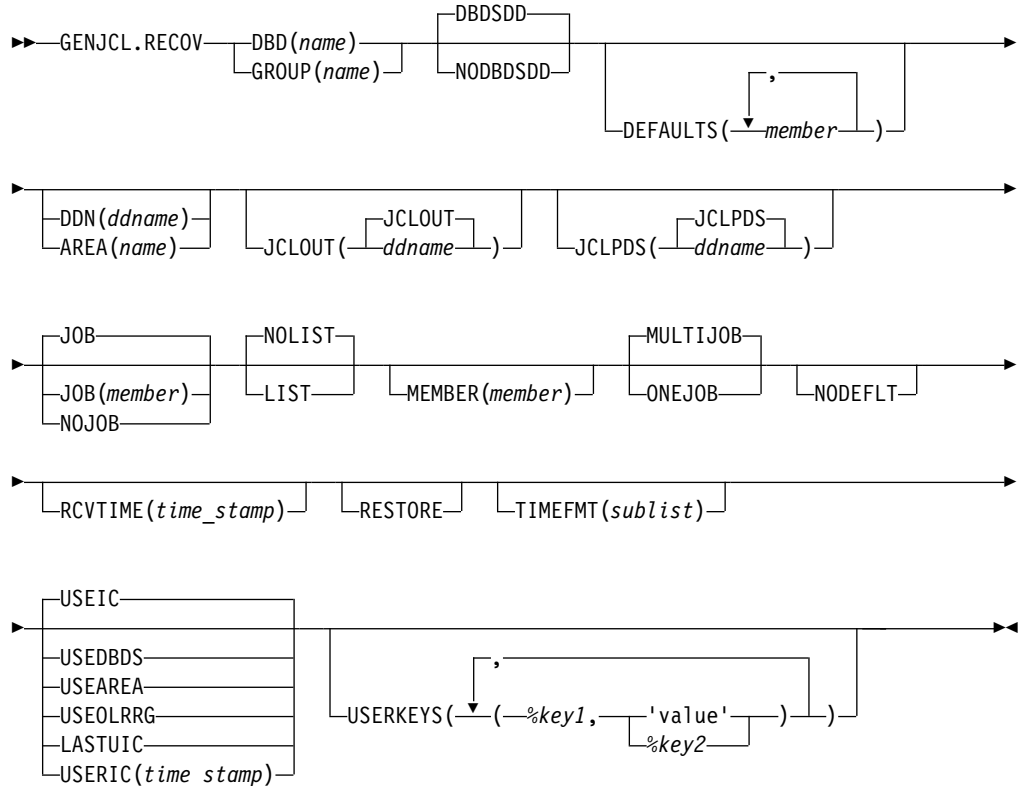 DBDSDD
GENJCL.RECOV DBD(name)
GROUP(name) NODBDSDD ,
DEFAULTS( member )
DDN(ddname) JCLOUT JCLPDS
AREA(name) JCLOUT( ddname ) JCLPDS( ddname )
JOB NOLIST MULTIJOB
JOB(member) LIST MEMBER(member) ONEJOB NODEFLT
NOJOB
RCVTIME(time_stamp) RESTORE TIMEFMT(sublist)
USEIC
USEDBDS ,
USEAREA
USEOLRRG USERKEYS( ( %key1, 'value' ) )
LASTUIC %key2
USERIC(time stamp)